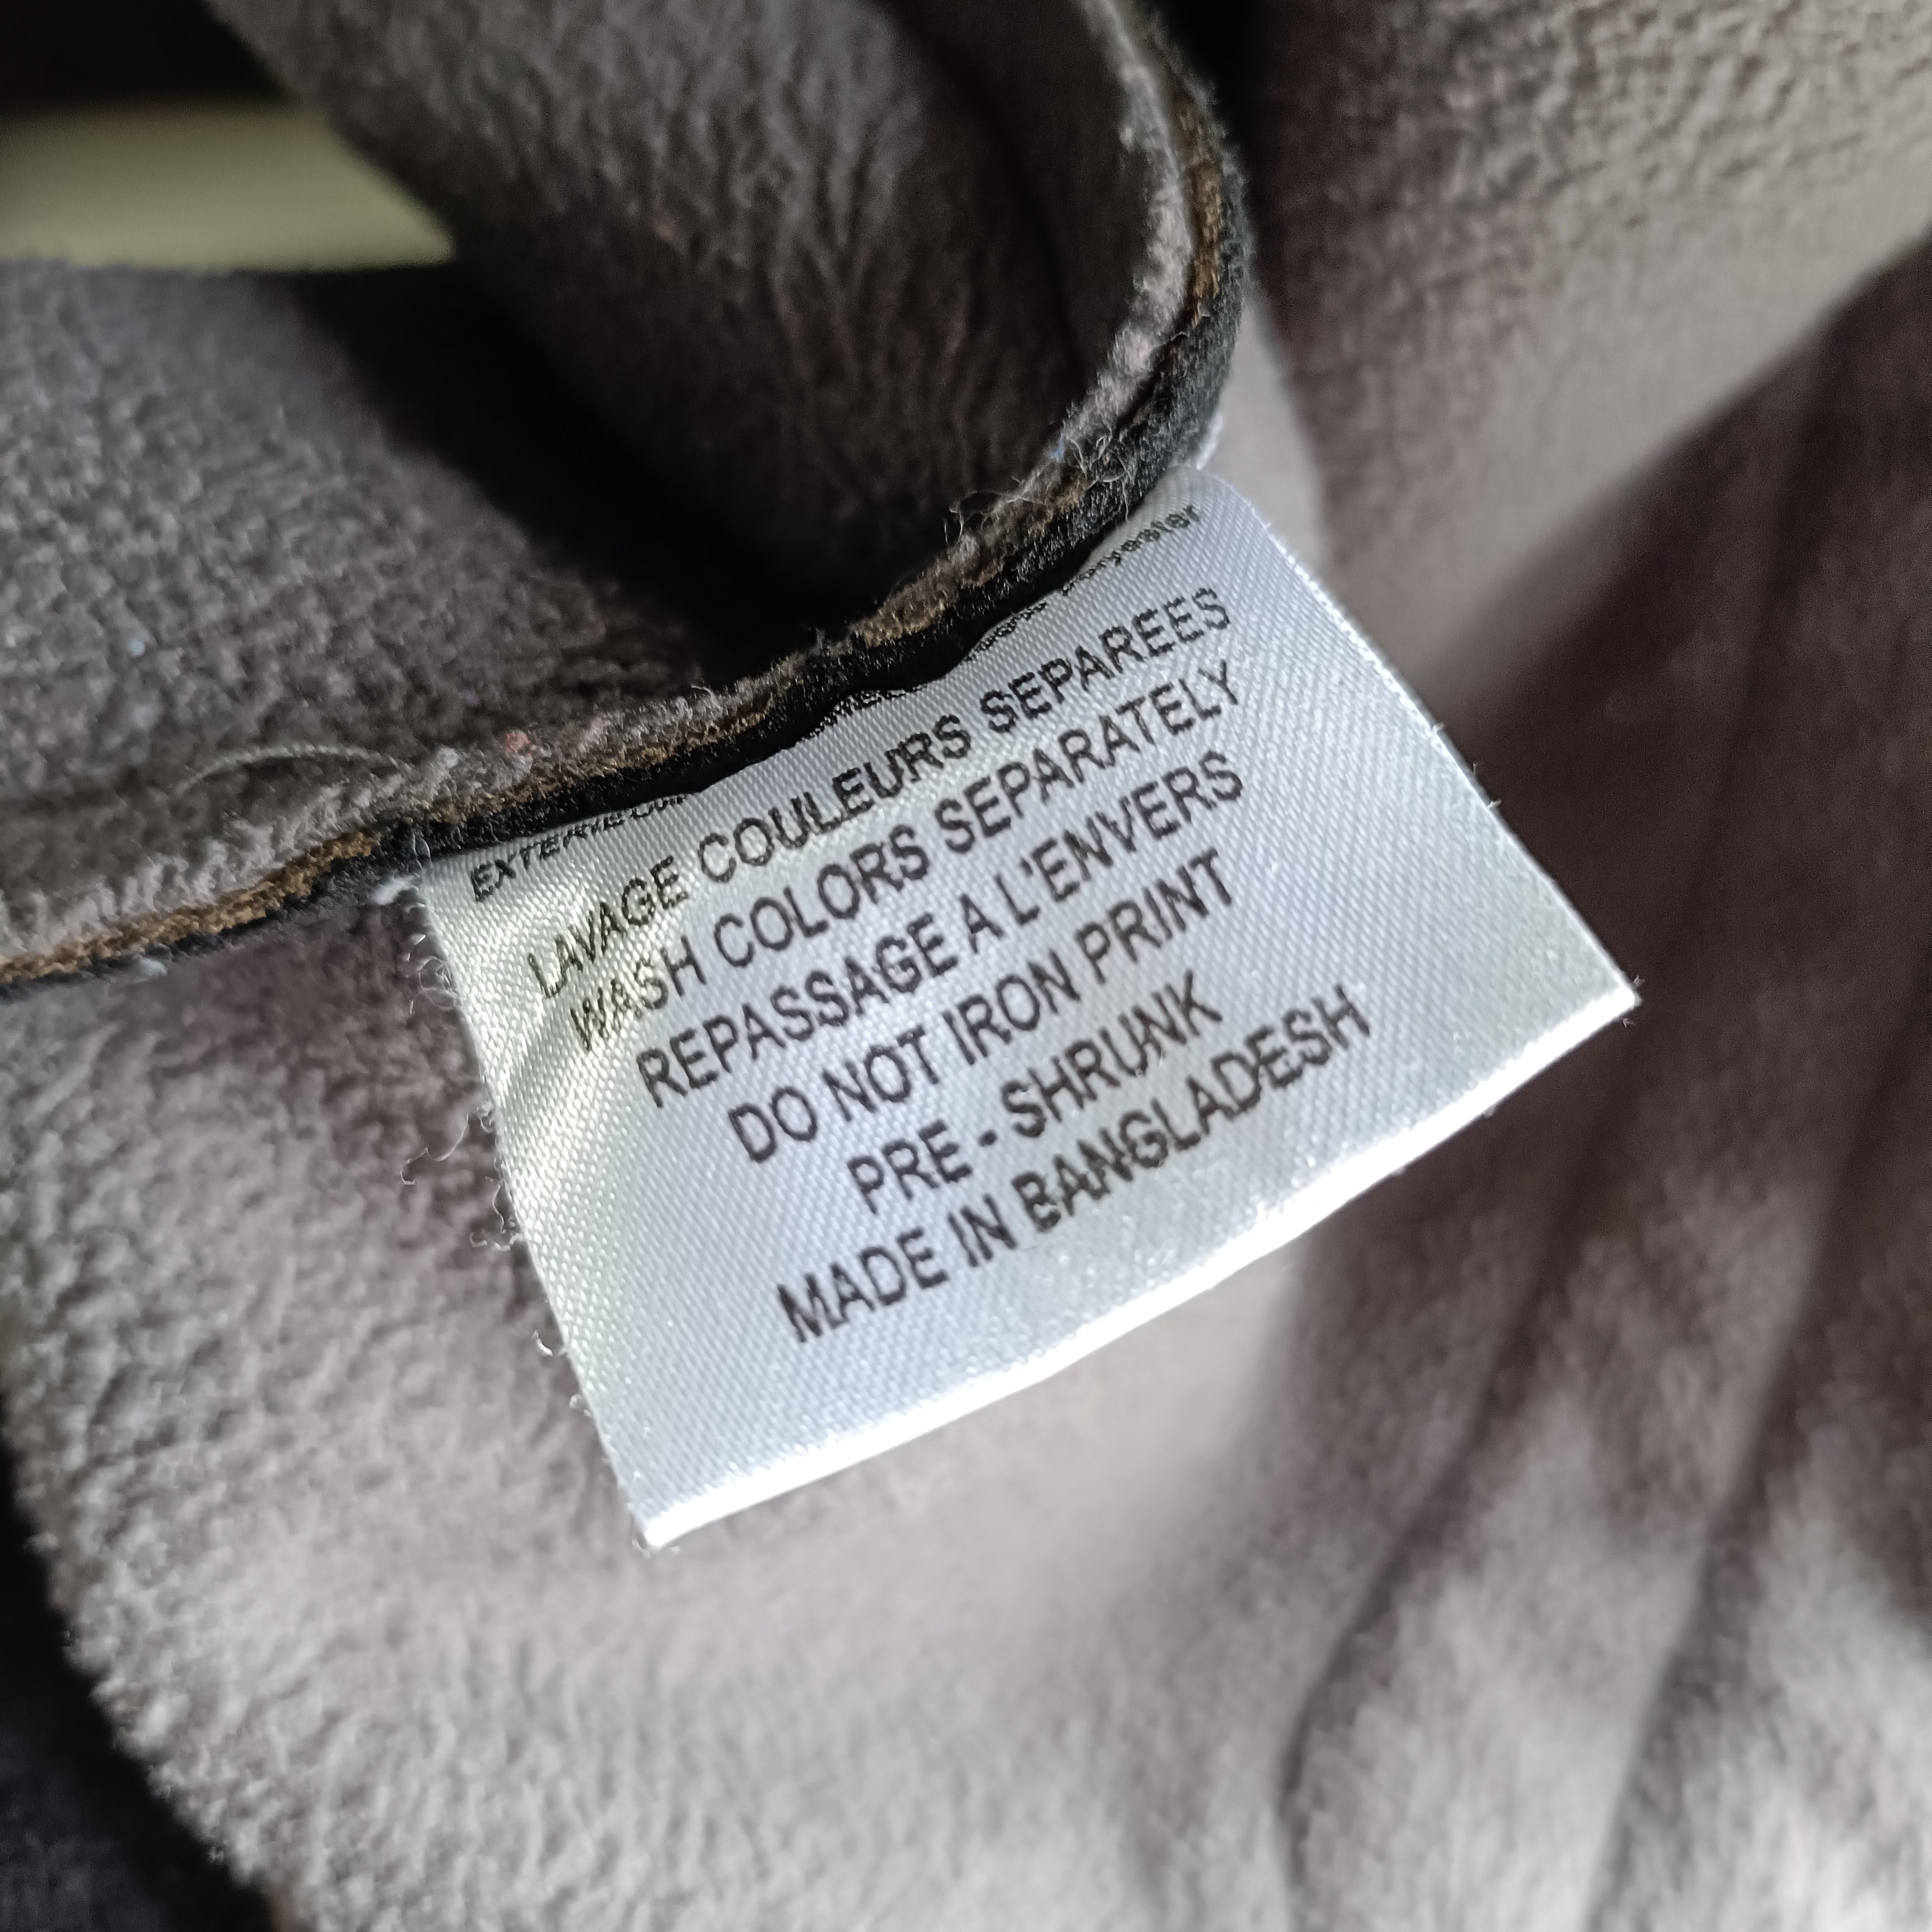 LAVAGE COULEURS SEPAREES
WASH COLORS SEPARATELY
REPASSAGE A L'ENVERS
DO NOT IRON PRINT
PRE - SHRUNK
MADE IN BANGLADESH